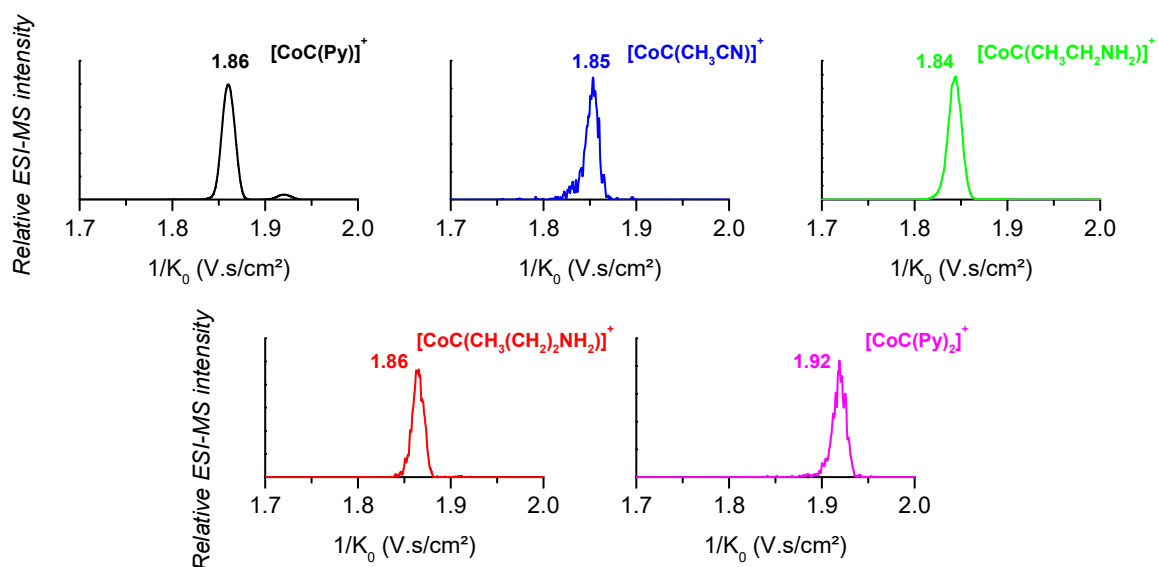 Relative ESI-MS intensity
1.86 [CoC(Py)]⁺
1.7 1.8 1.9 2.0
1/K₀ (V.s/cm²)
1.85 [CoC(CH₃CN)]⁺
1.7 1.8 1.9 2.0
1/K₀ (V.s/cm²)
1.84 [CoC(CH₃CH₂NH₂)]⁺
1.7 1.8 1.9 2.0
1/K₀ (V.s/cm²)
Relative ESI-MS intensity
1.86 [CoC(CH₃(CH₂)₂NH₂)]⁺
1.7 1.8 1.9 2.0
1/K₀ (V.s/cm²)
1.92 [CoC(Py)₂]⁺
1.7 1.8 1.9 2.0
1/K₀ (V.s/cm²)